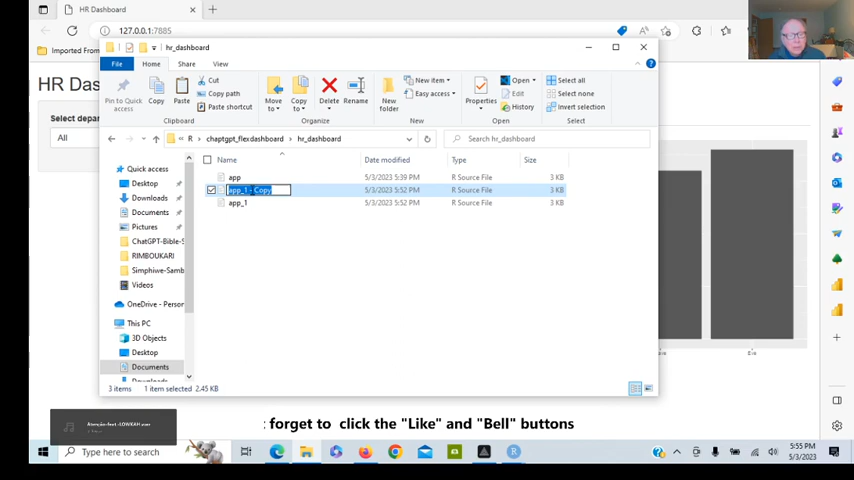 HR Dashboard
127.0.0.1:7885
Imported From
HR Das
Select depar
All
hr_dashboard
File
Home
Share
View
Pin to Quick access
Copy
Paste
Cut
Copy path
Paste shortcut
Clipboard
Move to
Copy to
Delete
Rename
Organize
New folder
New item
Easy access
New
Properties
Open
Edit
History
Open
Select all
Select none
Invert selection
Select
R
chaptgpt_flexdashboard
hr_dashboard
Search hr_dashboard
Name
Date modified
Type
Size
app
5/3/2023 5:39 PM
R Source File
3 KB
app_1 - Copy
5/3/2023 5:52 PM
R Source File
3 KB
app_1
5/3/2023 5:52 PM
R Source File
3 KB
Quick access
Desktop
Downloads
Documents
Pictures
ChatGPT-Bible-5
RIMBOUKARI
Simphiwe-Samb
Videos
OneDrive - Person
This PC
3D Objects
Desktop
Documents
Downloads
3 items
1 item selected
2.45 KB
Eve
forget to click the "Like" and "Bell" buttons
Type here to search
5:55 PM
5/3/2023